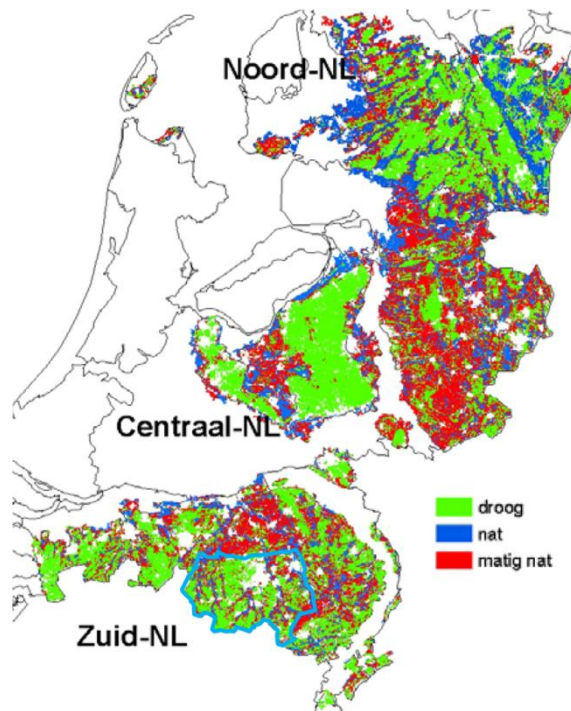 Noord-NL
Centraal-NL
droog
nat
matig nat
Zuid-NL